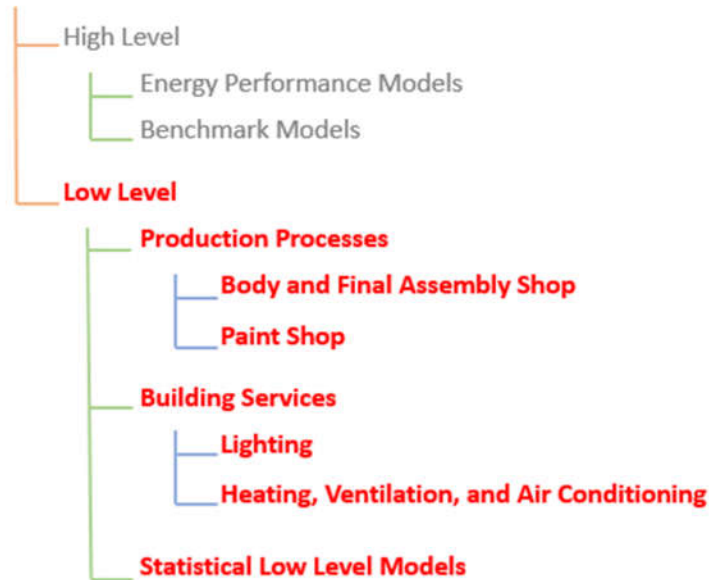 High Level
Energy Performance Models
Benchmark Models
Low Level
Production Processes
Body and Final Assembly Shop
Paint Shop
Building Services
Lighting
Heating, Ventilation, and Air Conditioning
Statistical Low Level Models